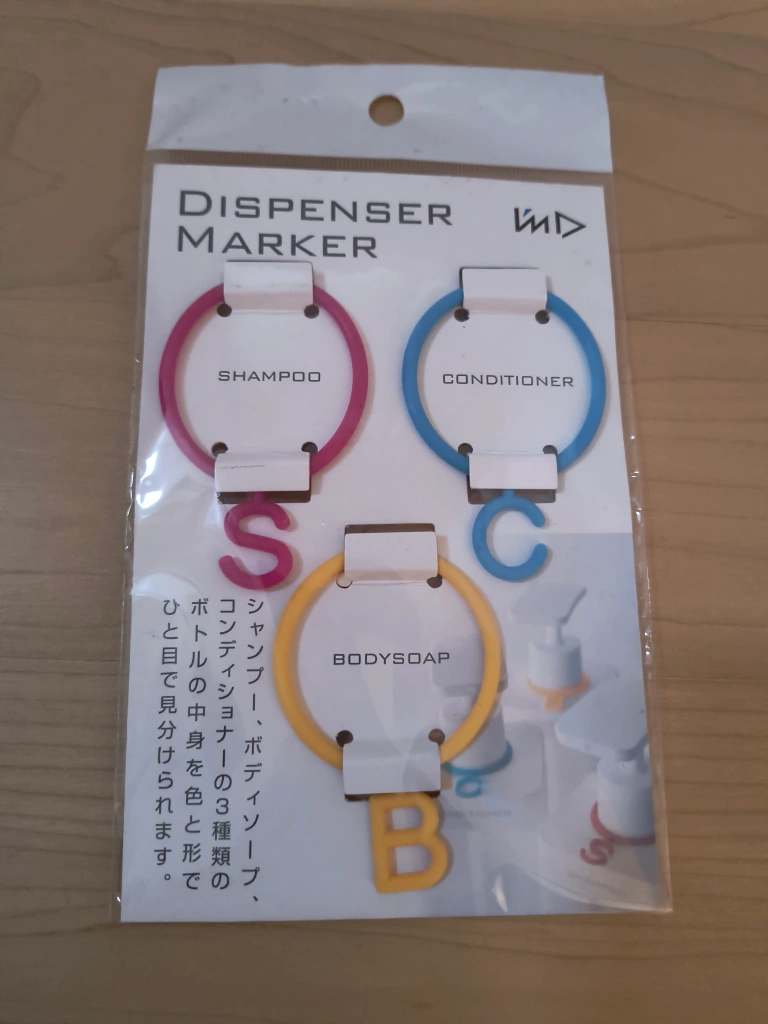 DISPENSER
MARKER
I'MD
SHAMPOO
CONDITIONER
S
C
BODYSOAP
B
シャンプー、ボディソープ、
コンディショナーの3種類の
ボトルの中身を色と形で
ひと目で見分けられます。
S